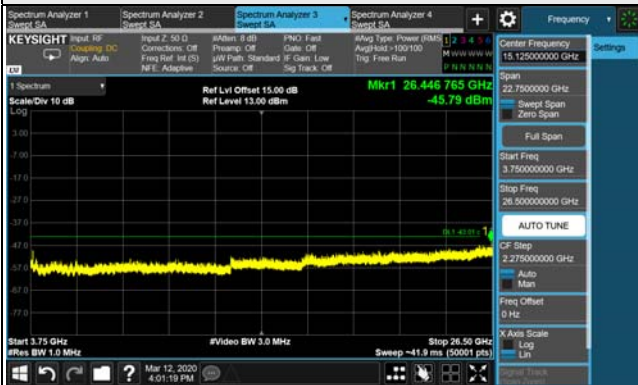 Spectrum Analyzer 1
Swept SA
Spectrum Analyzer 2
Swept SA
Spectrum Analyzer 3
Swept SA
Spectrum Analyzer 4
Swept SA
+
Frequency
KEYSIGHT
Input: RF
Coupling: DC
Align: Auto
Input Z: 50 Ω
Corrections: Off
Freq Ref: Int (S)
NFE: Adaptive
#Atten: 8 dB
Preamp: Off
µW Path: Standard
Source: Off
PNO: Fast
Gate: Off
IF Gain: Low
Sig Track: Off
#Avg Type: Power (RMS
Avg|Hold:>100/100
Trig: Free Run
1 2 3 4 5 6
M W W W W W
P N N N N N
1 Spectrum
Scale/Div 10 dB
Log
Ref Lvl Offset 15.00 dB
Ref Level 13.00 dBm
Mkr1 26.446 765 GHz
-45.79 dBm
3.00
-7.00
-17.0
-27.0
-37.0
-47.0
-57.0
-67.0
-77.0
1
Start 3.75 GHz
#Res BW 1.0 MHz
#Video BW 3.0 MHz
Stop 26.50 GHz
Sweep ~41.9 ms (50001 pts)
Center Frequency
15.125000000 GHz
Settings
Span
22.7500000 GHz
Swept Span
Zero Span
Full Span
Start Freq
3.750000000 GHz
Stop Freq
26.500000000 GHz
AUTO TUNE
CF Step
2.275000000 GHz
Auto
Man
Freq Offset
0 Hz
X Axis Scale
Log
Lin
Signal Track
Mar 12, 2020
4:01:19 PM